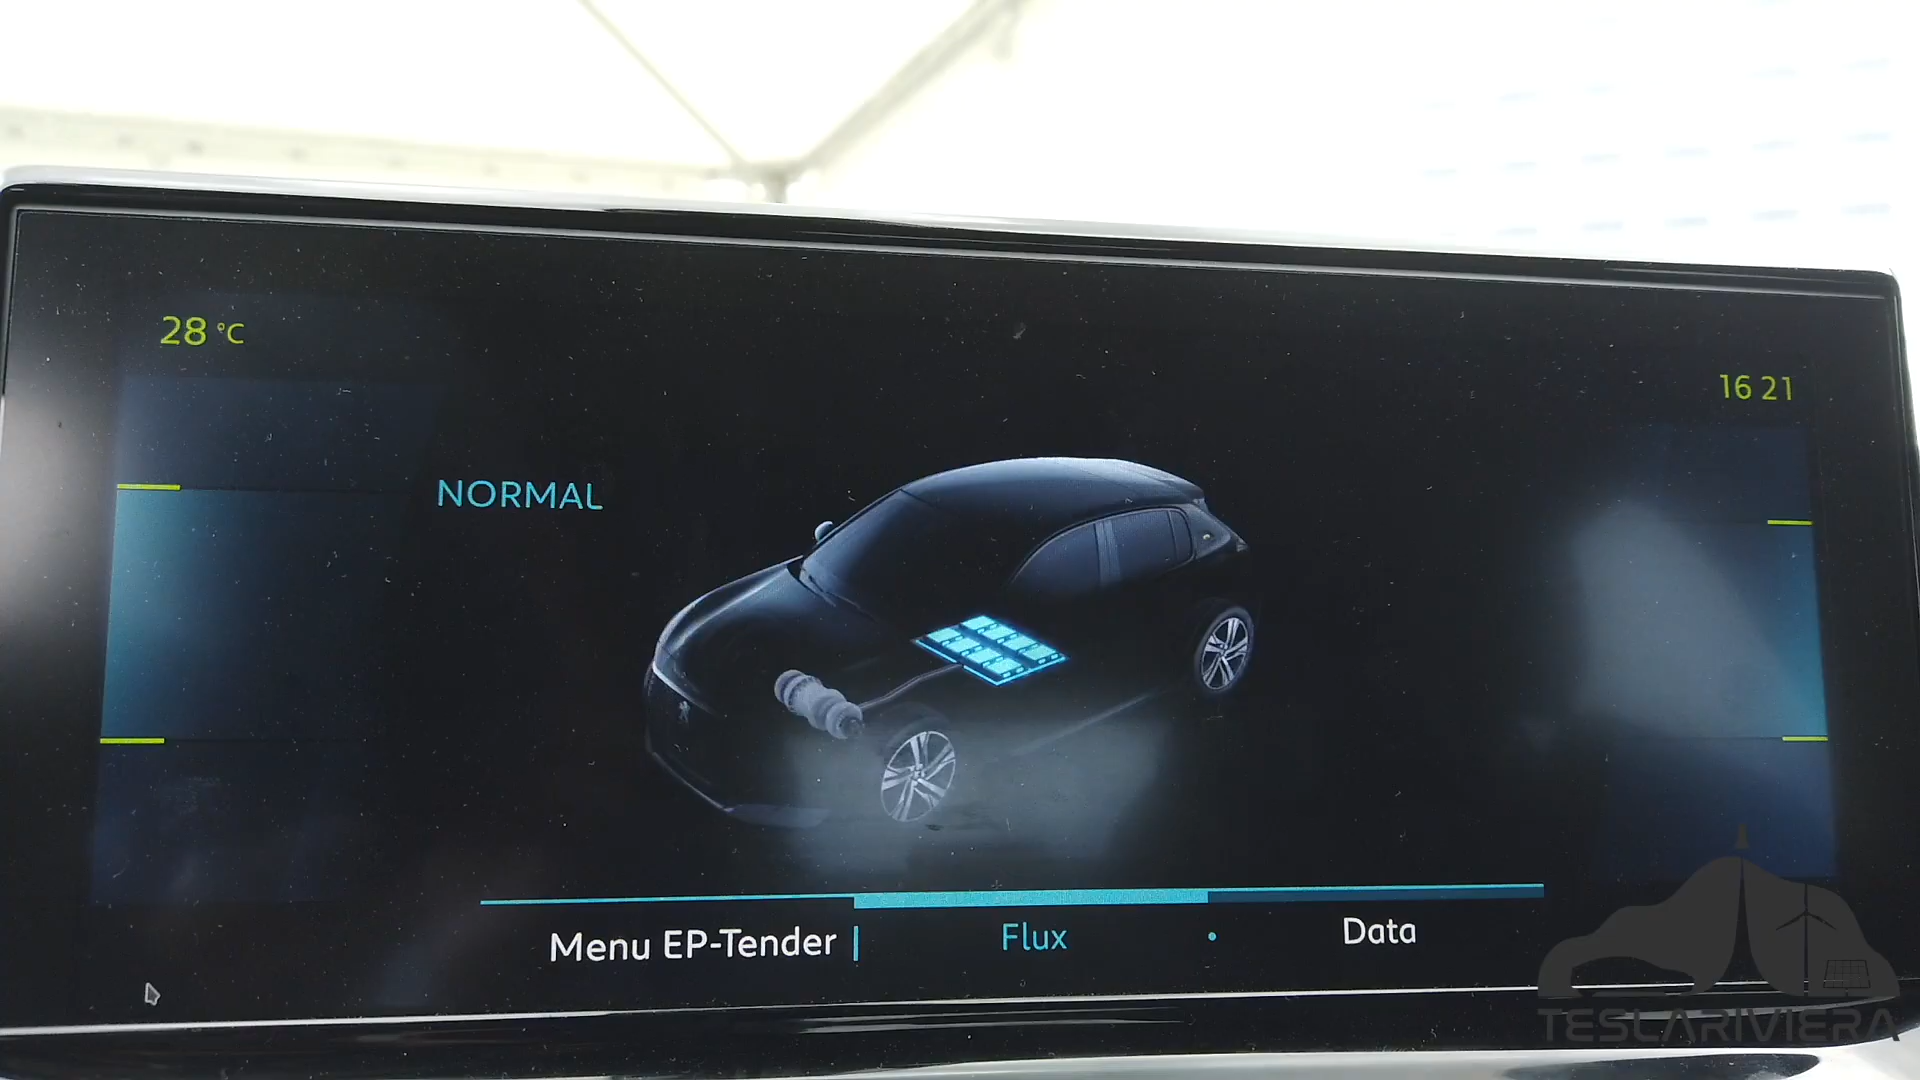 28 °C
16 21
NORMAL
Menu EP-Tender
Flux
Data
TESLARIVIERA